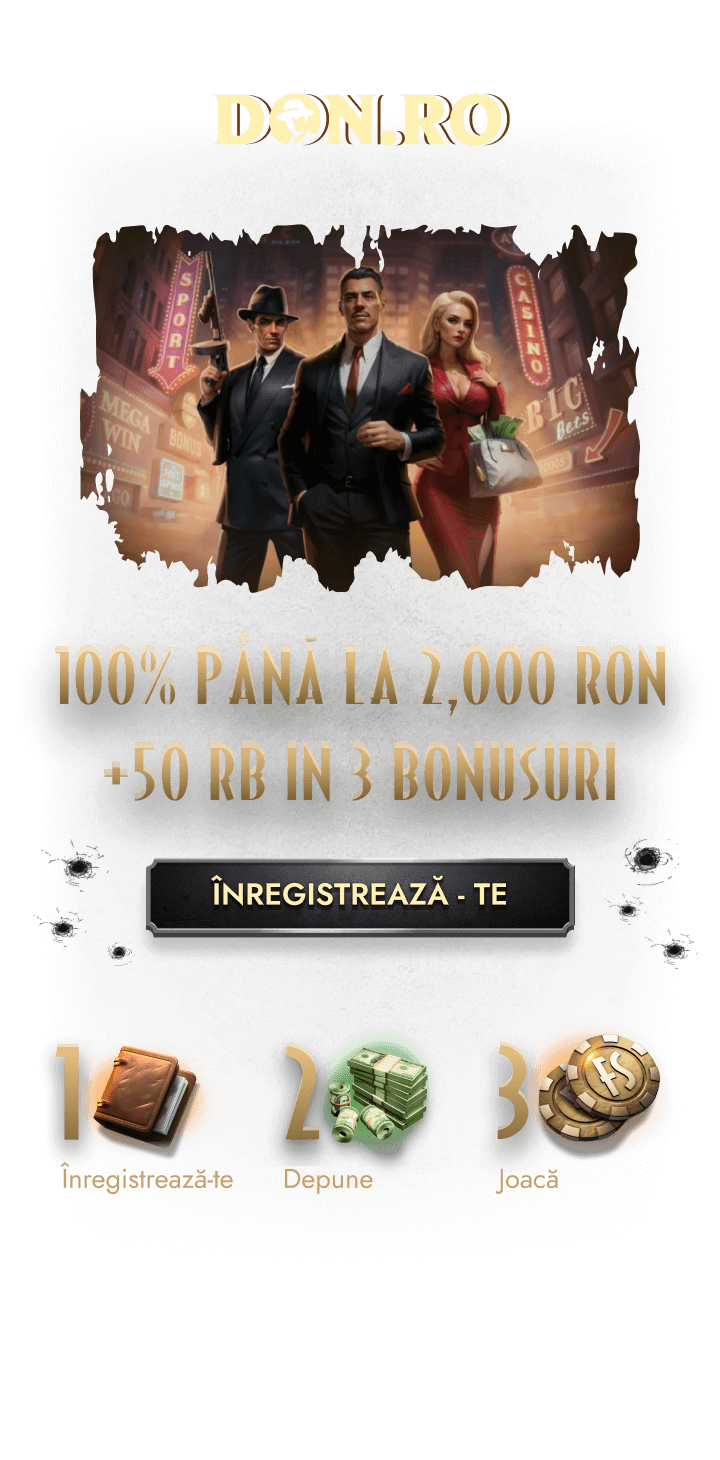 DON.RO
SPORT
CASINO
MEGA
WIN
BONUS
FREE
BIG
Bets
100% PÂNĂ LA 2,000 RON
+50 RB IN 3 BONUSURI
ÎNREGISTREAZĂ - TE
1
2
3
FS
Înregistrează-te
Depune
Joacă